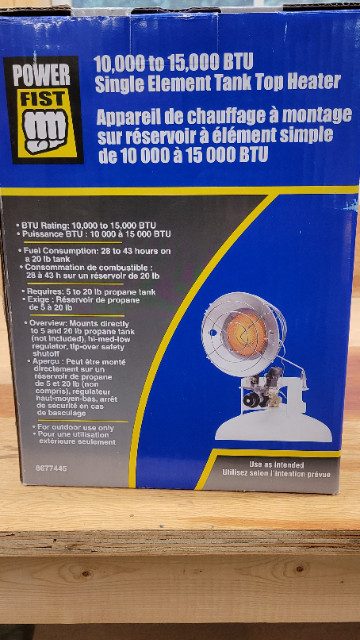 POWER
FIST
10,000 to 15,000 BTU
Single Element Tank Top Heater
Appareil de chauffage à montage
sur réservoir à élément simple
de 10 000 à 15 000 BTU
• BTU Rating: 10,000 to 15,000 BTU
• Puissance BTU : 10 000 à 15 000 BTU
• Fuel Consumption: 28 to 43 hours on
a 20 lb tank
• Consommation de combustible :
28 à 43 h sur un réservoir de 20 lb
• Requires: 5 to 20 lb propane tank
• Exige : Réservoir de propane
de 5 à 20 lb
• Overview: Mounts directly
to 5 and 20 lb propane tank
(not included), hi-med-low
regulator, tip-over safety
shutoff
• Aperçu : Peut être monté
directement sur un
réservoir de propane
de 5 et 20 lb (non
compris), régulateur
haut-moyen-bas, arrêt
de sécurité en cas
de basculage
• For outdoor use only
• Pour une utilisation
extérieure seulement
8677445
Use as intended
Utilisez selon l'intention prévue